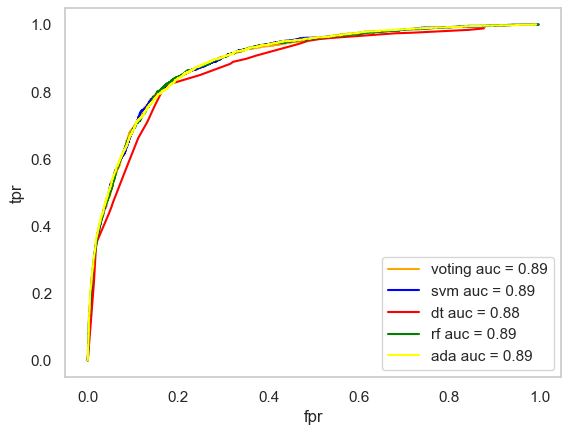 1.0
0.8
0.6
0.4
0.2
0.0
tpr
0.0 0.2 0.4 0.6 0.8 1.0
fpr
voting auc = 0.89
svm auc = 0.89
dt auc = 0.88
rf auc = 0.89
ada auc = 0.89